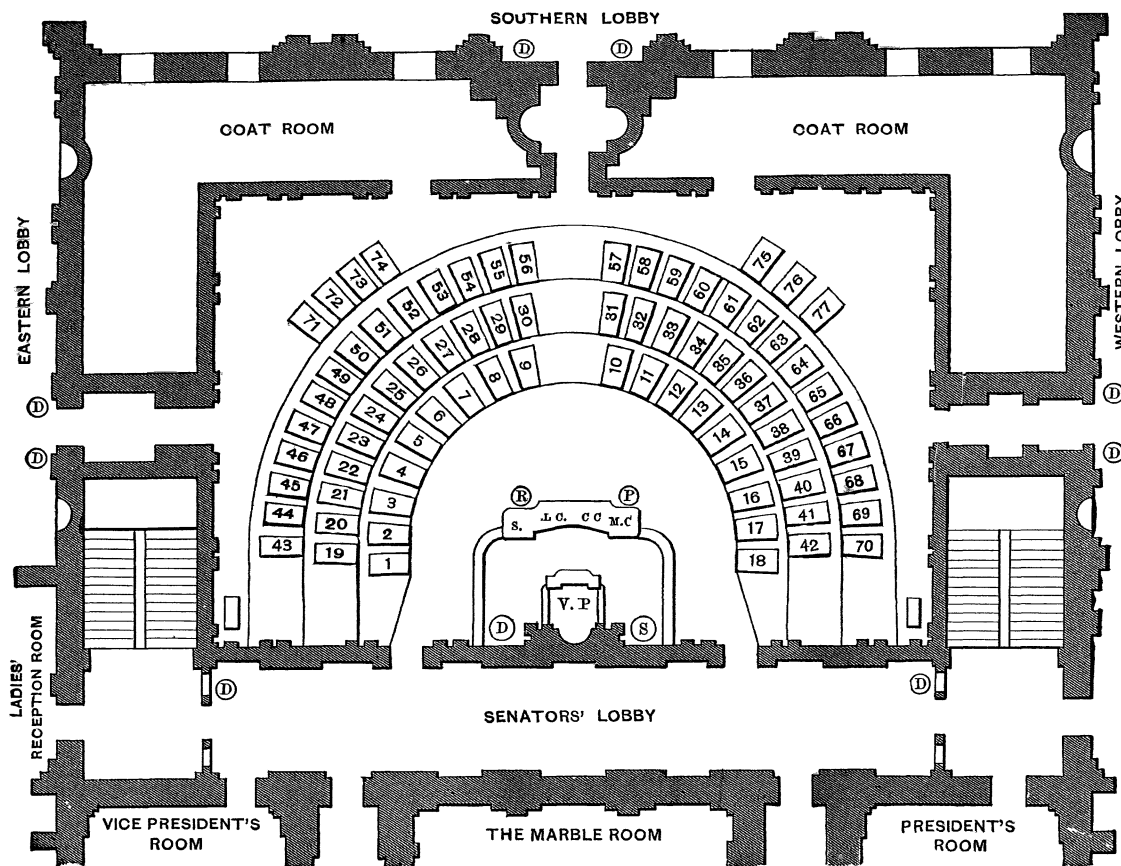 SOUTHERN LOBBY
D D
COAT ROOM COAT ROOM
EASTERN LOBBY
WESTERN LOBBY
71 72 73 74
75 76 77
43 44 45 46 47 48 49 50 51 52 53 54 55 56
57 58 59 60 61 62 63 64 65 66 67 68 69 70
19 20 21 22 23 24 25 26 27 28 29 30
31 32 33 34 35 36 37 38 39 40 41 42
1 2 3 4 5 6 7 8 9
10 11 12 13 14 15 16 17 18
D D
D D
R P
S. J.C. C C M.C
V. P
D S
LADIES'
RECEPTION ROOM
D D
SENATORS' LOBBY
VICE PRESIDENT'S
ROOM
THE MARBLE ROOM
PRESIDENT'S
ROOM